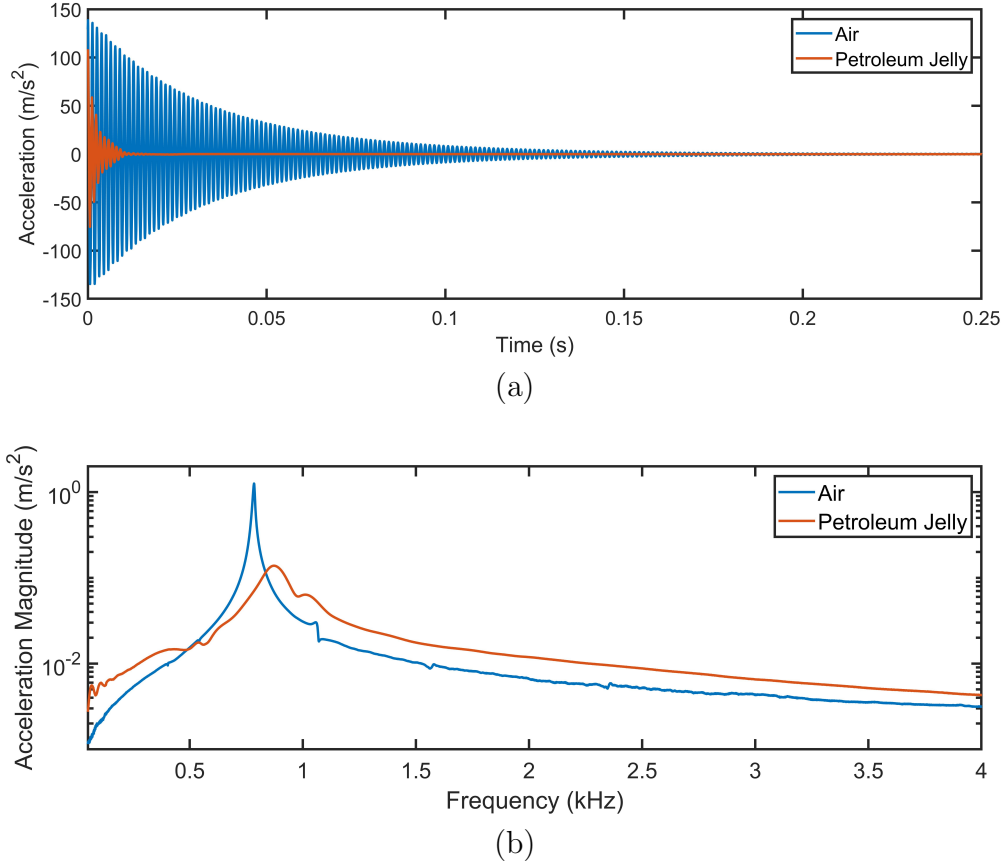 150
100
50
0
-50
-100
-150
Acceleration (m/s²)
Air
Petroleum Jelly
0 0.05 0.1 0.15 0.2 0.25
Time (s)
(a)
10⁰
10⁻²
Acceleration Magnitude (m/s²)
Air
Petroleum Jelly
0.5 1 1.5 2 2.5 3 3.5 4
Frequency (kHz)
(b)